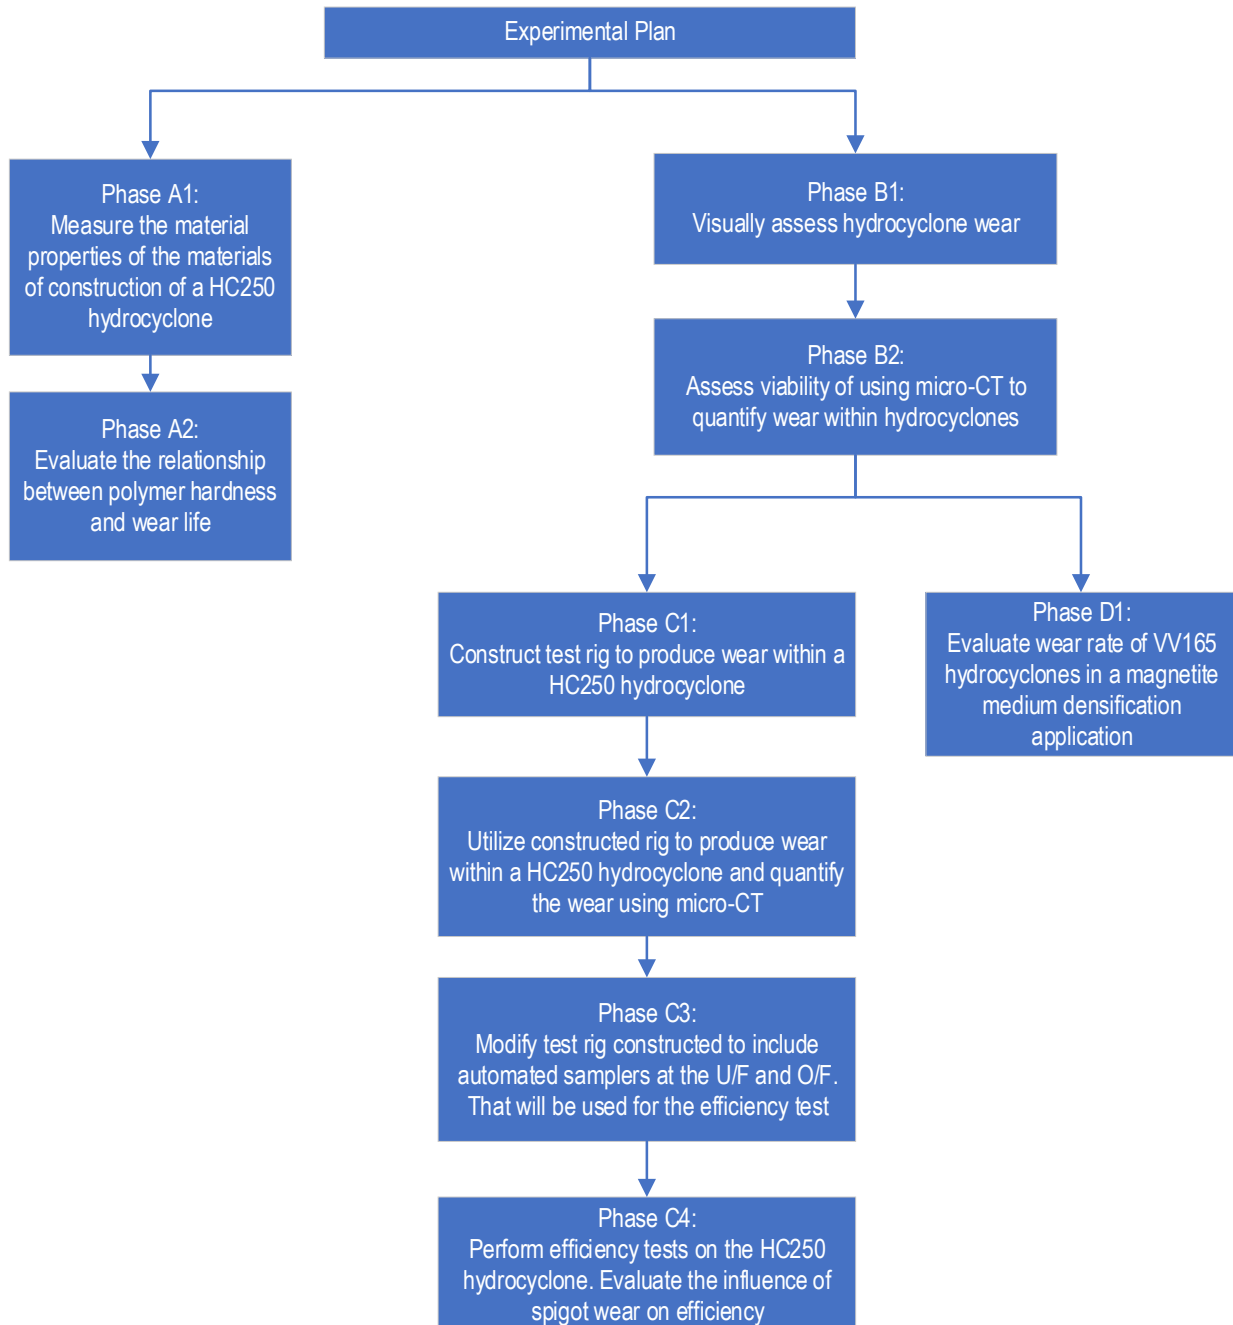 Experimental Plan
Phase A1:
Measure the material
properties of the materials
of construction of a HC250
hydrocyclone
Phase A2:
Evaluate the relationship
between polymer hardness
and wear life
Phase B1:
Visually assess hydrocyclone wear
Phase B2:
Assess viability of using micro-CT to
quantify wear within hydrocyclones
Phase C1:
Construct test rig to produce wear within a
HC250 hydrocyclone
Phase C2:
Utilize constructed rig to produce wear
within a HC250 hydrocyclone and quantify
the wear using micro-CT
Phase C3:
Modify test rig constructed to include
automated samplers at the U/F and O/F.
That will be used for the efficiency test
Phase C4:
Perform efficiency tests on the HC250
hydrocyclone. Evaluate the influence of
spigot wear on efficiency
Phase D1:
Evaluate wear rate of VV165
hydrocyclones in a magnetite
medium densification
application